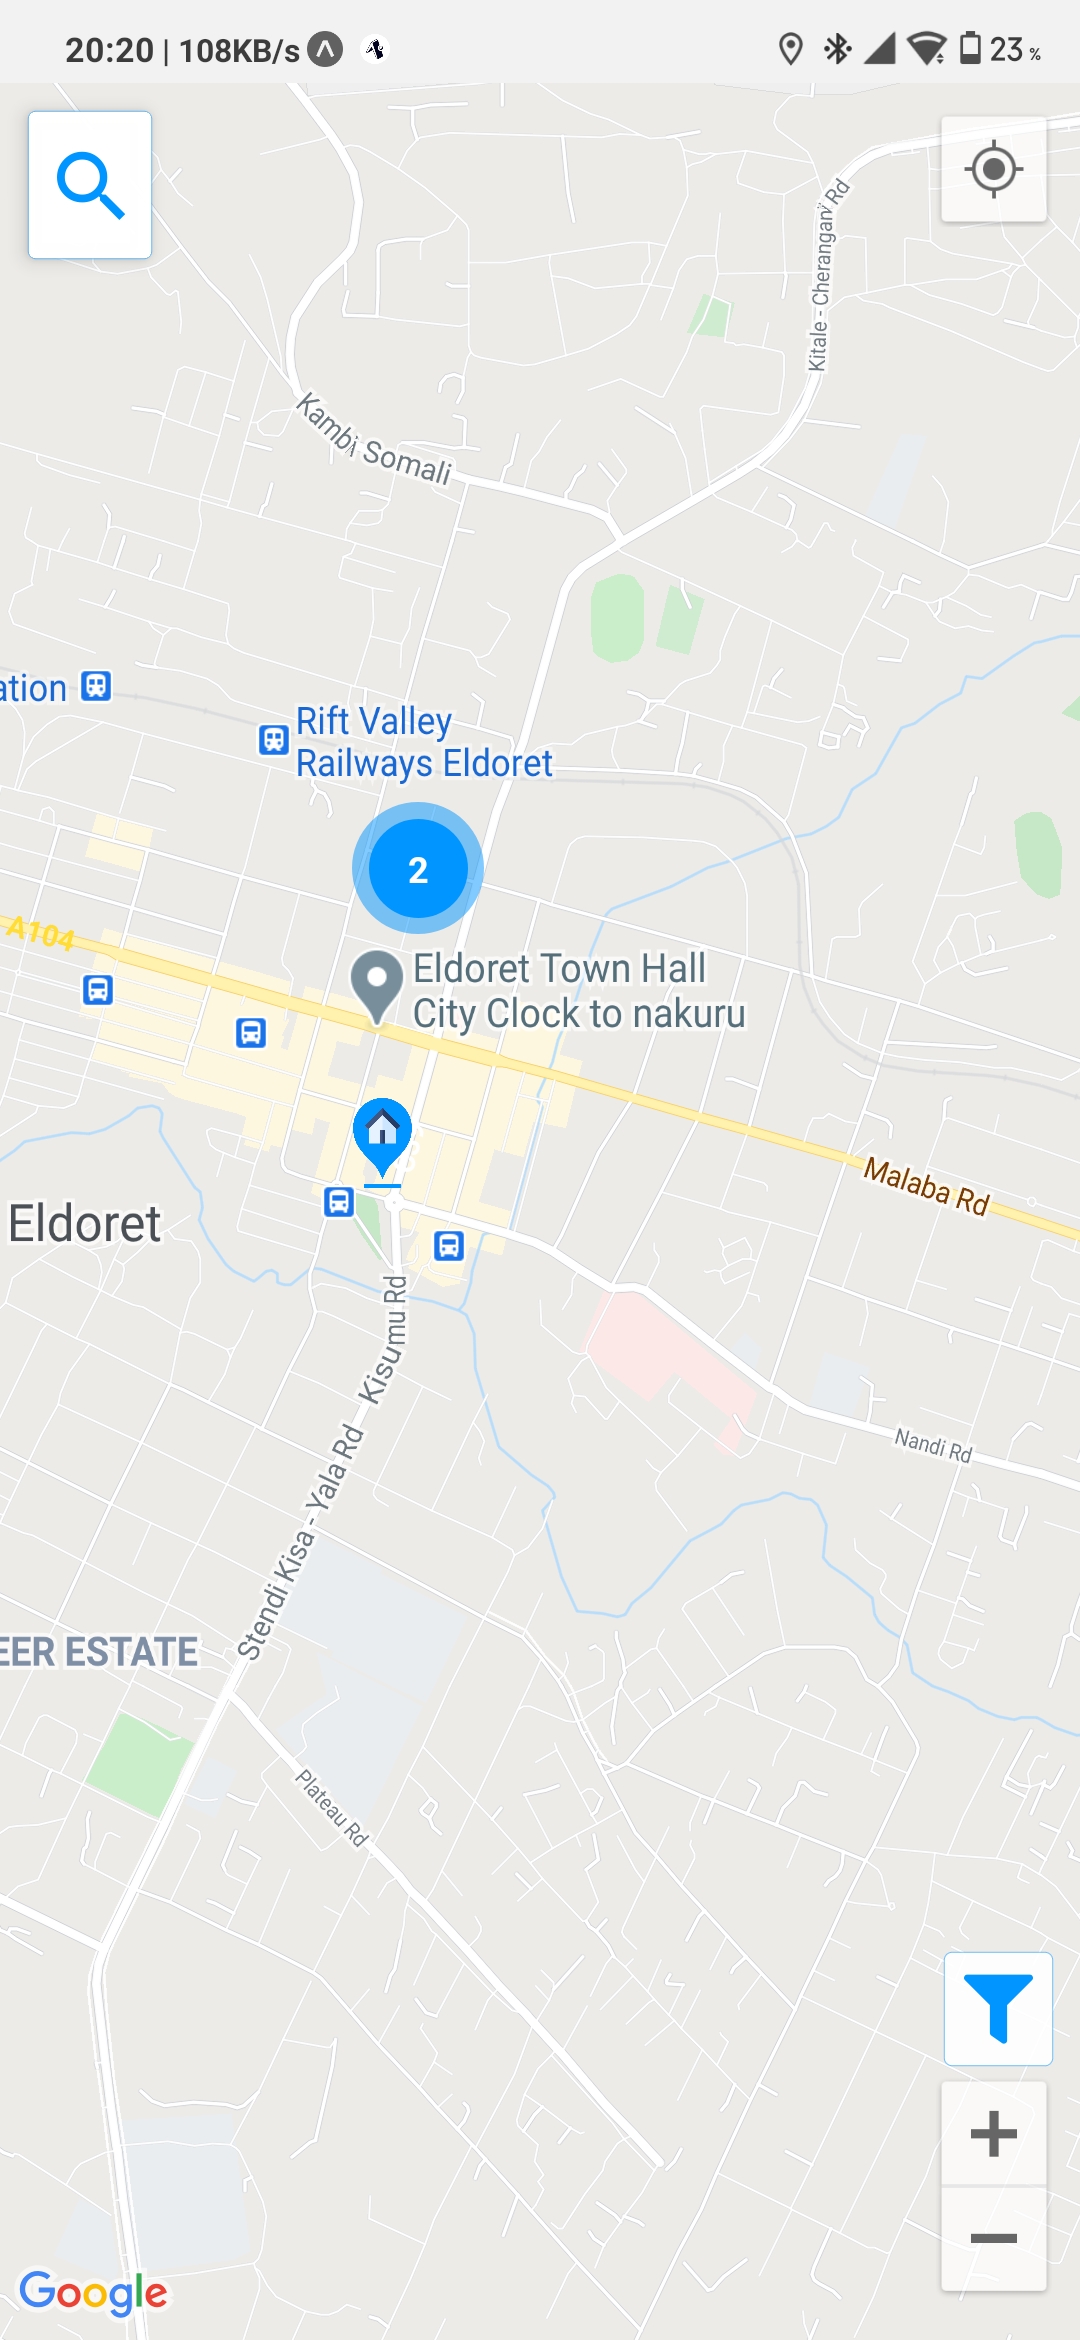 20:20 | 108KB/s
23 %
Kitale - Cherangani Rd
Kambi Somali
ation
Rift Valley
Railways Eldoret
2
A104
Eldoret Town Hall
City Clock to nakuru
Malaba Rd
Eldoret
Kisumu Rd
Nandi Rd
Stendi Kisa - Yala Rd
EER ESTATE
Plateau Rd
Google